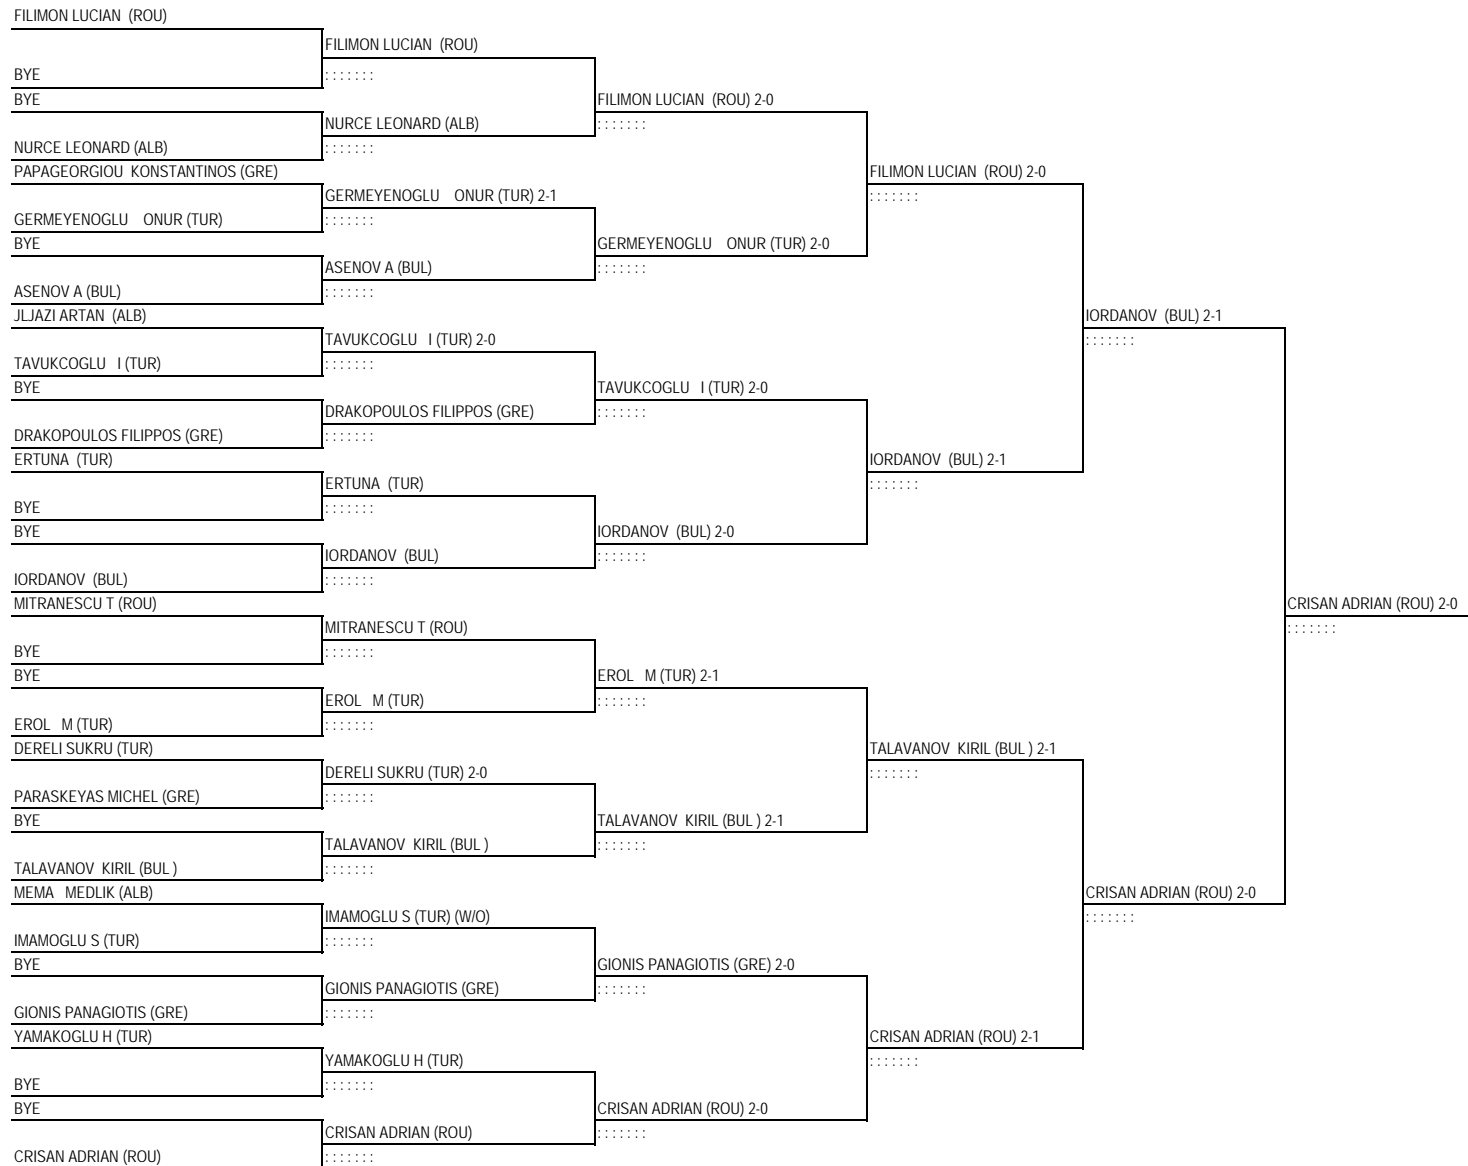 FILIMON LUCIAN (ROU)
FILIMON LUCIAN (ROU)
BYE
: : : : : : :
BYE
FILIMON LUCIAN (ROU) 2-0
NURCE LEONARD (ALB)
: : : : : : :
NURCE LEONARD (ALB)
: : : : : : :
PAPAGEORGIOU KONSTANTINOS (GRE)
FILIMON LUCIAN (ROU) 2-0
GERMEYENOGLU ONUR (TUR) 2-1
: : : : : : :
GERMEYENOGLU ONUR (TUR)
: : : : : : :
BYE
GERMEYENOGLU ONUR (TUR) 2-0
ASENOV A (BUL)
: : : : : : :
ASENOV A (BUL)
: : : : : : :
JLJAZI ARTAN (ALB)
IORDANOV (BUL) 2-1
TAVUKCOGLU I (TUR) 2-0
: : : : : : :
TAVUKCOGLU I (TUR)
: : : : : : :
BYE
TAVUKCOGLU I (TUR) 2-0
DRAKOPOULOS FILIPPOS (GRE)
: : : : : : :
DRAKOPOULOS FILIPPOS (GRE)
: : : : : : :
ERTUNA (TUR)
IORDANOV (BUL) 2-1
ERTUNA (TUR)
: : : : : : :
BYE
: : : : : : :
BYE
IORDANOV (BUL) 2-0
IORDANOV (BUL)
: : : : : : :
IORDANOV (BUL)
: : : : : : :
MITRANESCU T (ROU)
CRISAN ADRIAN (ROU) 2-0
MITRANESCU T (ROU)
: : : : : : :
BYE
: : : : : : :
BYE
EROL M (TUR) 2-1
EROL M (TUR)
: : : : : : :
EROL M (TUR)
: : : : : : :
DERELI SUKRU (TUR)
TALAVANOV KIRIL (BUL ) 2-1
DERELI SUKRU (TUR) 2-0
: : : : : : :
PARASKEYAS MICHEL (GRE)
: : : : : : :
BYE
TALAVANOV KIRIL (BUL ) 2-1
TALAVANOV KIRIL (BUL )
: : : : : : :
TALAVANOV KIRIL (BUL )
: : : : : : :
MEMA MEDLIK (ALB)
CRISAN ADRIAN (ROU) 2-0
IMAMOGLU S (TUR) (W/O)
: : : : : : :
IMAMOGLU S (TUR)
: : : : : : :
BYE
GIONIS PANAGIOTIS (GRE) 2-0
GIONIS PANAGIOTIS (GRE)
: : : : : : :
GIONIS PANAGIOTIS (GRE)
: : : : : : :
YAMAKOGLU H (TUR)
CRISAN ADRIAN (ROU) 2-1
YAMAKOGLU H (TUR)
: : : : : : :
BYE
: : : : : : :
BYE
CRISAN ADRIAN (ROU) 2-0
CRISAN ADRIAN (ROU)
: : : : : : :
CRISAN ADRIAN (ROU)
: : : : : : :